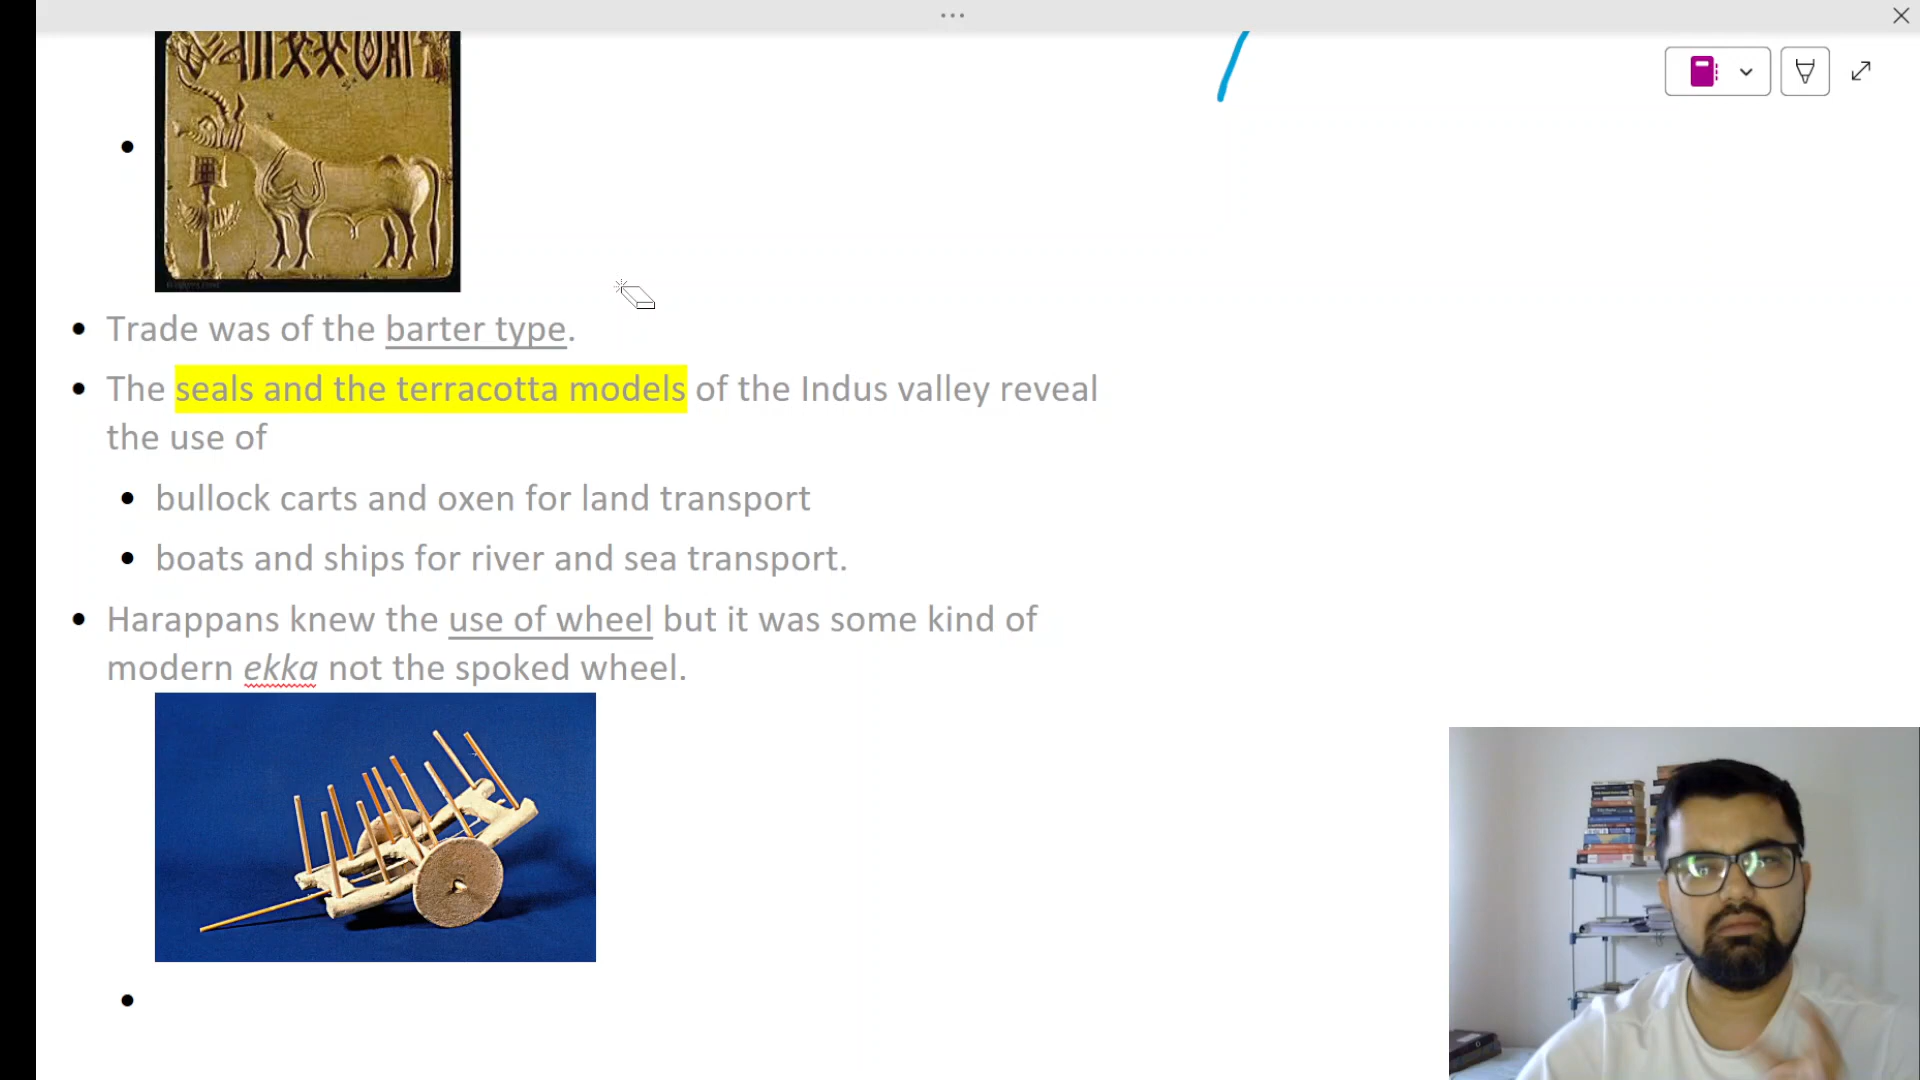 Trade was of the barter type.
The seals and the terracotta models of the Indus valley reveal
the use of
bullock carts and oxen for land transport
boats and ships for river and sea transport.
Harappans knew the use of wheel but it was some kind of
modern ekka not the spoked wheel.